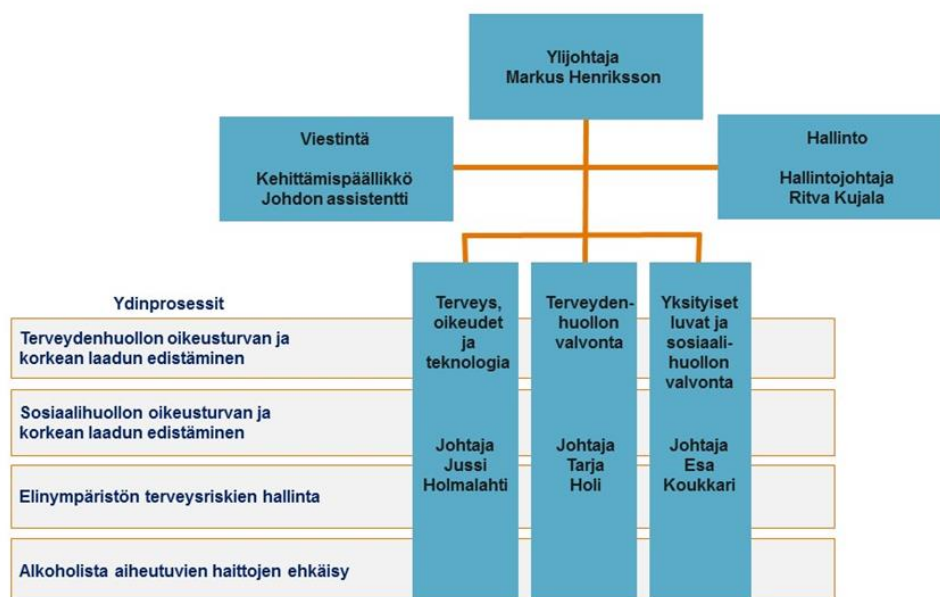 Ylijohtaja
Markus Henriksson
Viestintä
Kehittämispäällikkö
Johdon assistentti
Hallinto
Hallintojohtaja
Ritva Kujala
Terveys,
oikeudet
ja
teknologia
Johtaja
Jussi
Holmalahti
Terveyden-
huollon
valvonta
Johtaja
Tarja
Holi
Yksityiset
luvat ja
sosiaali-
huollon
valvonta
Johtaja
Esa
Koukkari
Ydinprosessit
Terveydenhuollon oikeusturvan ja
korkean laadun edistäminen
Sosiaalihuollon oikeusturvan ja
korkean laadun edistäminen
Elinympäristön terveysriskien hallinta
Alkoholista aiheutuvien haittojen ehkäisy